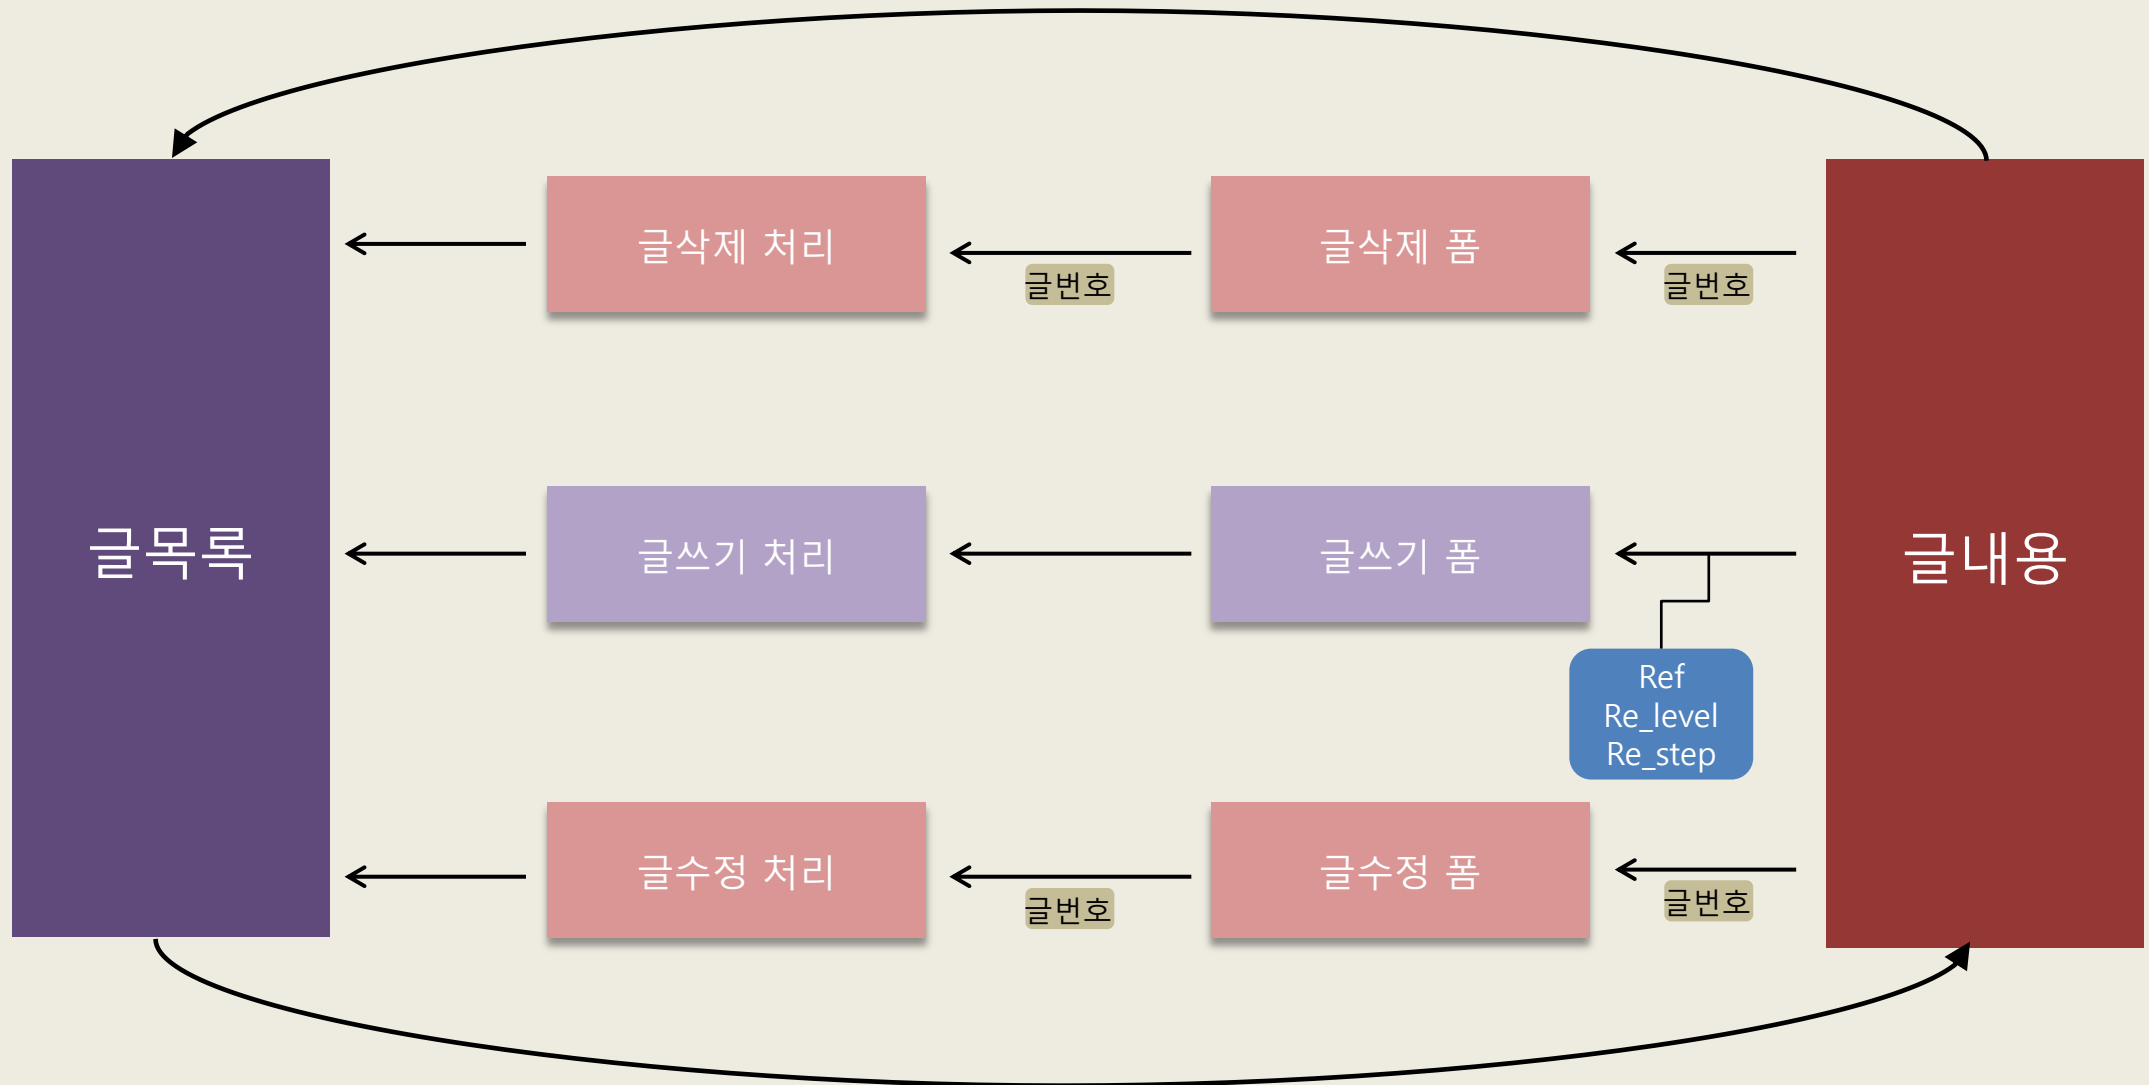 글삭제 처리
글번호
글삭제 폼
글번호
글목록
글쓰기 처리
글쓰기 폼
글내용
Ref
Re_level
Re_step
글수정 처리
글번호
글수정 폼
글번호